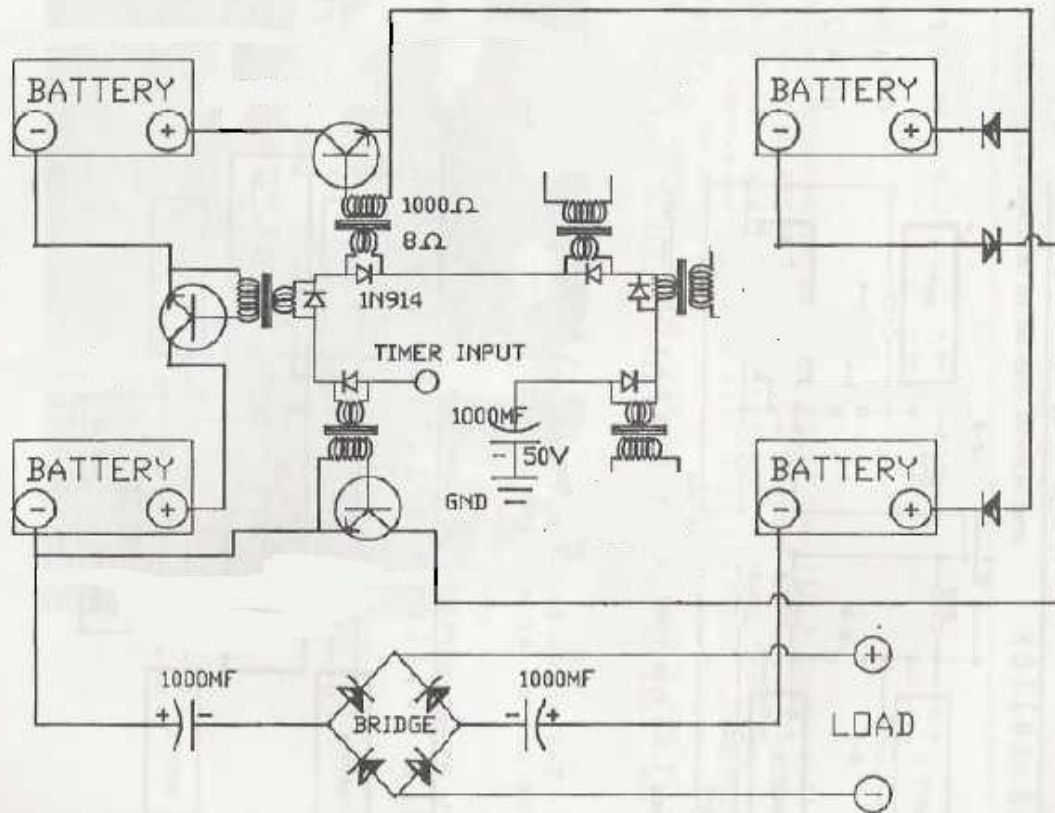 BATTERY
- +
BATTERY
- +
1000Ω
8Ω
1N914
TIMER INPUT
1000MF
- 50V
GND
BATTERY
- +
BATTERY
- +
1000MF
+ -
BRIDGE
1000MF
- +
+
LOAD
-